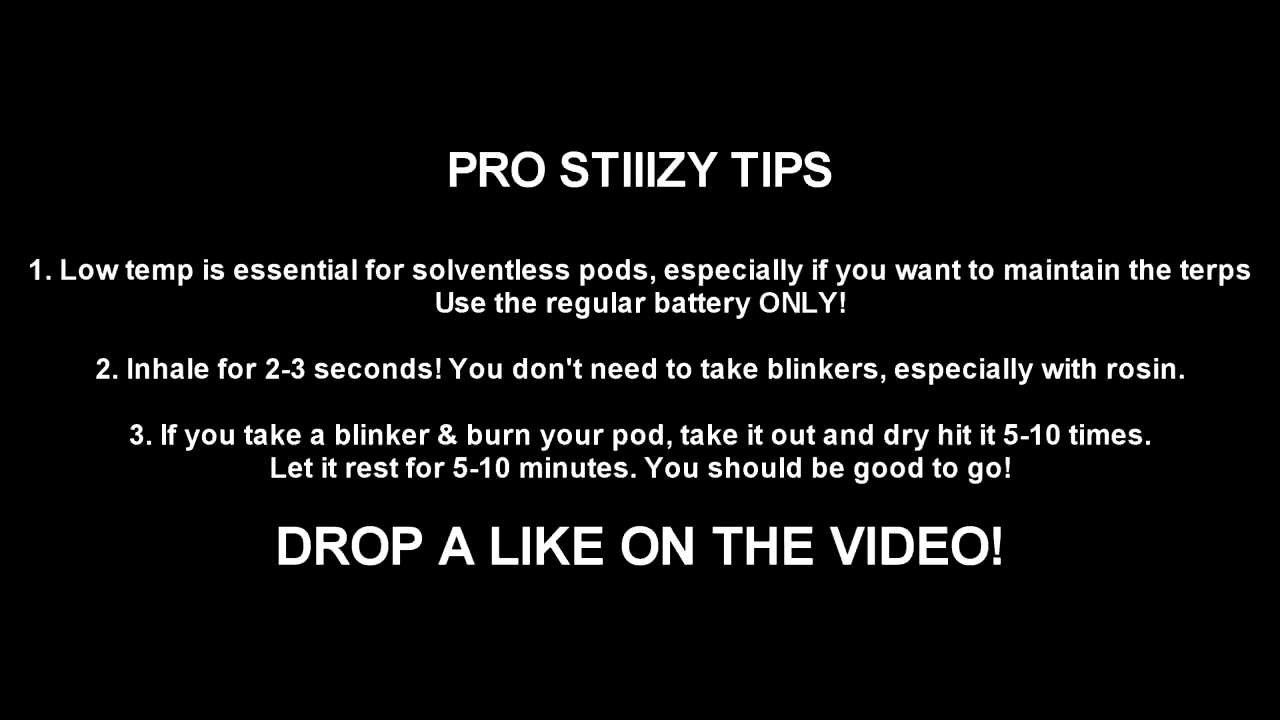 PRO STIIIZY TIPS
1. Low temp is essential for solventless pods, especially if you want to maintain the terps
Use the regular battery ONLY!
2. Inhale for 2-3 seconds! You don't need to take blinkers, especially with rosin.
3. If you take a blinker & burn your pod, take it out and dry hit it 5-10 times.
Let it rest for 5-10 minutes. You should be good to go!
DROP A LIKE ON THE VIDEO!